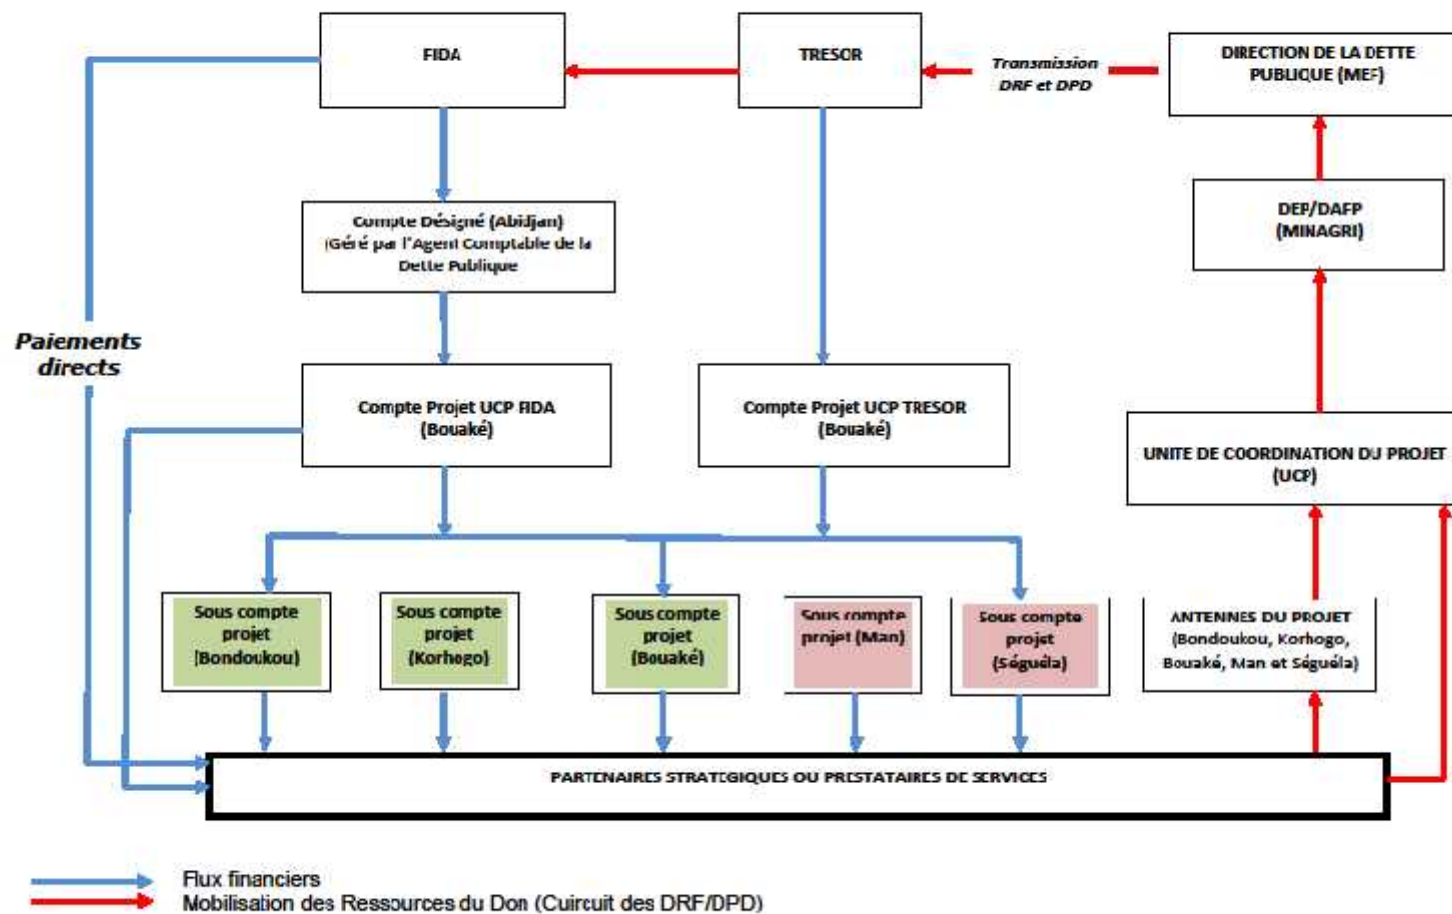 FIDA
TRESOR
Transmission
DRF et DPD
DIRECTION DE LA DETTE
PUBLIQUE (MEF)
DEP/DAFP
(MINAGRI)
Compte Désigné (Abidjan)
(Géré par l'Agent Comptable de la
Dette Publique
Paiements
directs
Compte Projet UCP FIDA
(Bouaké)
Compte Projet UCP TRESOR
(Bouaké)
UNITE DE COORDINATION DU PROJET
(UCP)
Sous compte
projet
(Bondoukou)
Sous compte
projet
(Korhogo)
Sous compte
projet
(Bouaké)
Sous compte
projet (Man)
Sous compte
projet
(Séguéla)
ANTENNES DU PROJET
(Bondoukou, Korhogo,
Bouaké, Man et Séguéla)
PARTENAIRES STRATEGIQUES OU PRESTATAIRES DE SERVICES
Flux financiers
Mobilisation des Ressources du Don (Cuircuit des DRF/DPD)